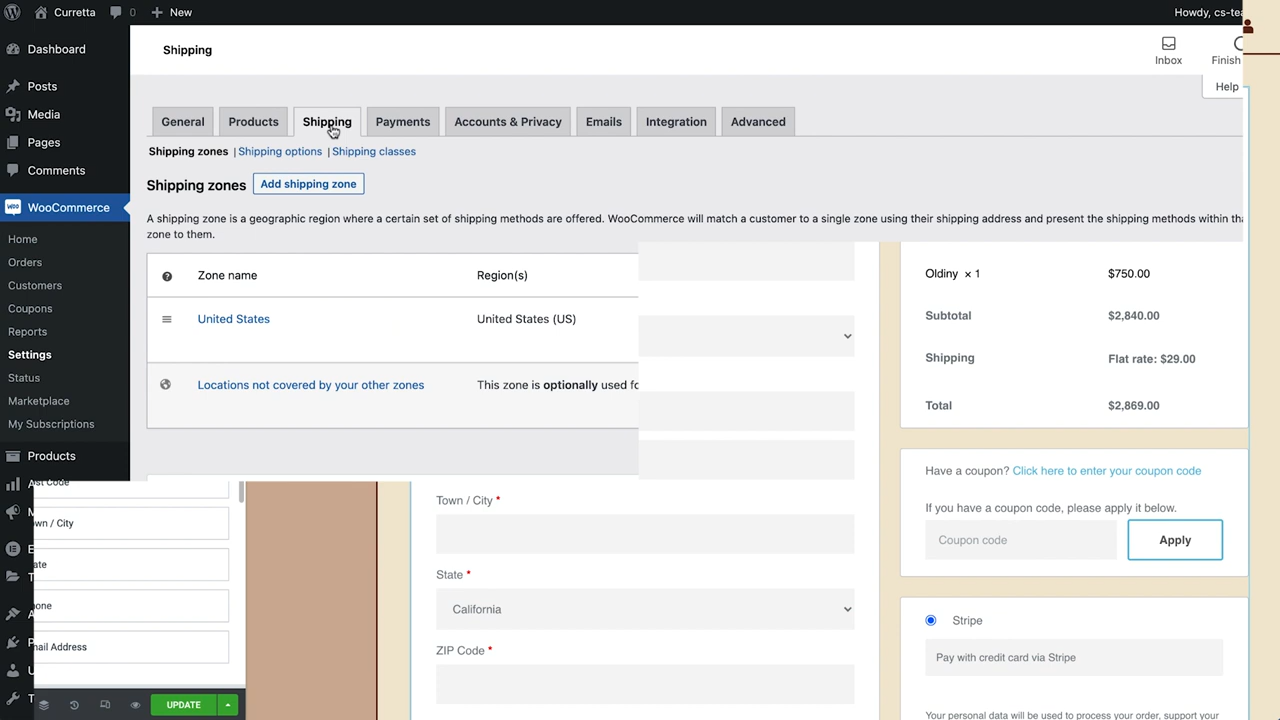 Curretta 0 + New Howdy, cs-tea
Dashboard
Posts
Media
Pages
Comments
WooCommerce
Home
Orders
Customers
Coupons
Reports
Settings
Status
Marketplace
My Subscriptions
Products
Shipping
Inbox
Finish
Help
General Products Shipping Payments Accounts & Privacy Emails Integration Advanced
Shipping zones | Shipping options | Shipping classes
Shipping zones Add shipping zone
A shipping zone is a geographic region where a certain set of shipping methods are offered. WooCommerce will match a customer to a single zone using their shipping address and present the shipping methods within tha
zone to them.
Zone name Region(s)
United States United States (US)
Locations not covered by your other zones This zone is optionally used fo
Oldiny × 1 $750.00
Subtotal $2,840.00
Shipping Flat rate: $29.00
Total $2,869.00
Have a coupon? Click here to enter your coupon code
If you have a coupon code, please apply it below.
Coupon code Apply
Stripe
Pay with credit card via Stripe
Your personal data will be used to process your order, support your
Town / City *
State *
California
ZIP Code *
ost Code
wn / City
ate
one
nail Address
UPDATE